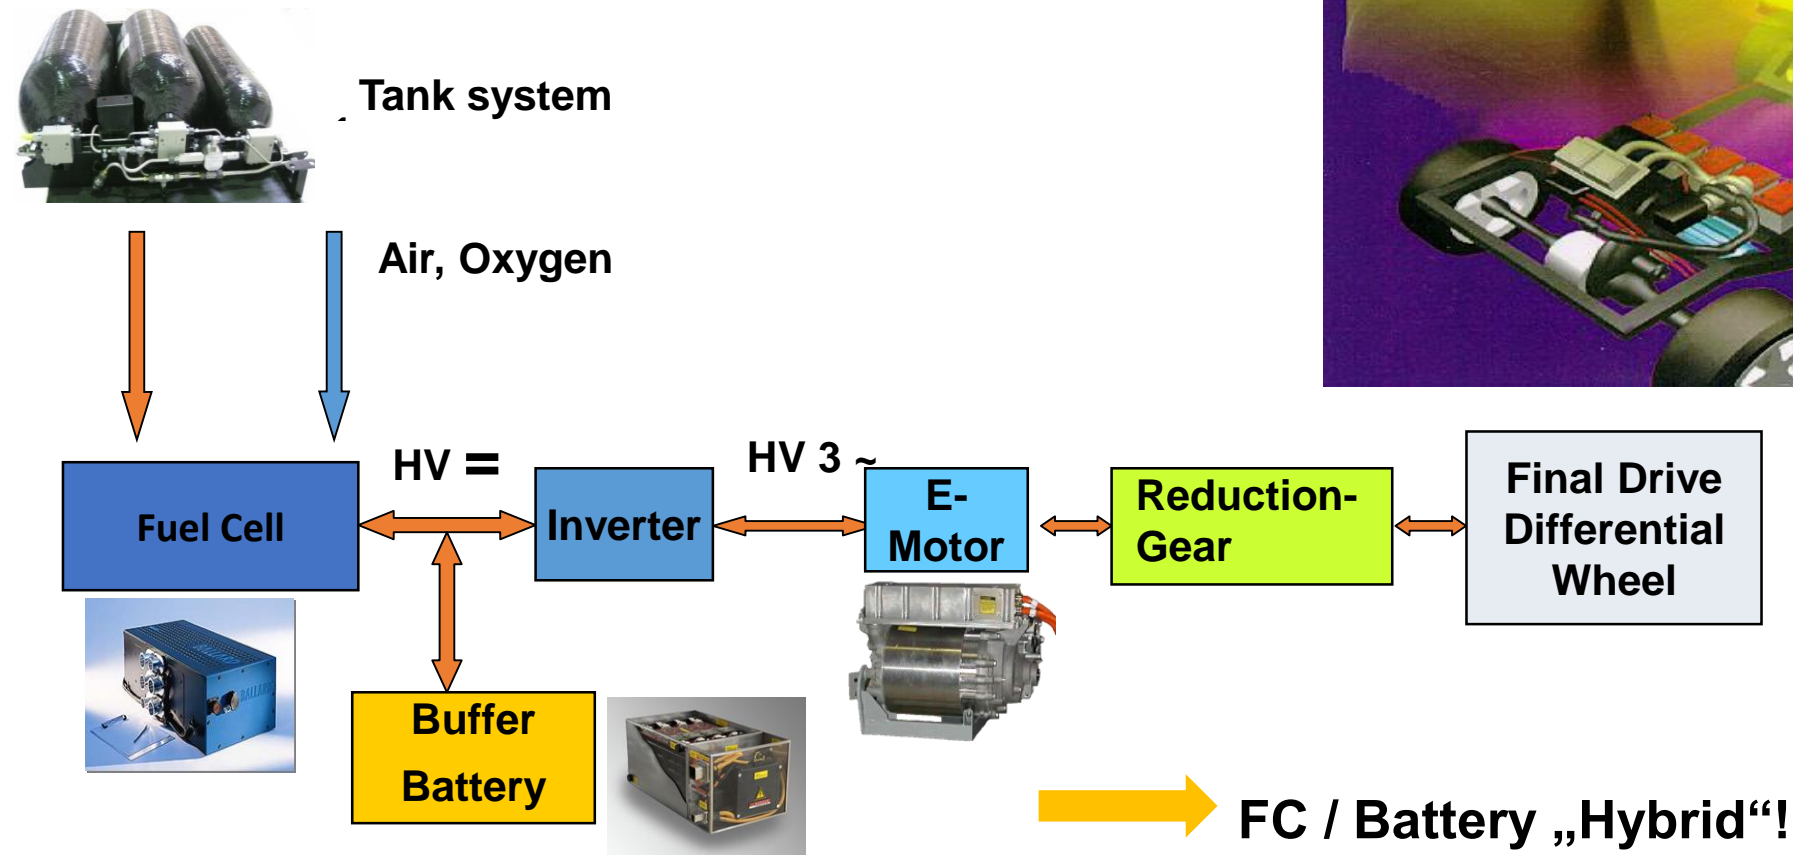 Tank system
Air, Oxygen
HV =
HV 3 ~
Fuel Cell
Inverter
E-
Motor
Reduction-
Gear
Final Drive
Differential
Wheel
BALLARD
Buffer
Battery
FC / Battery „Hybrid“!